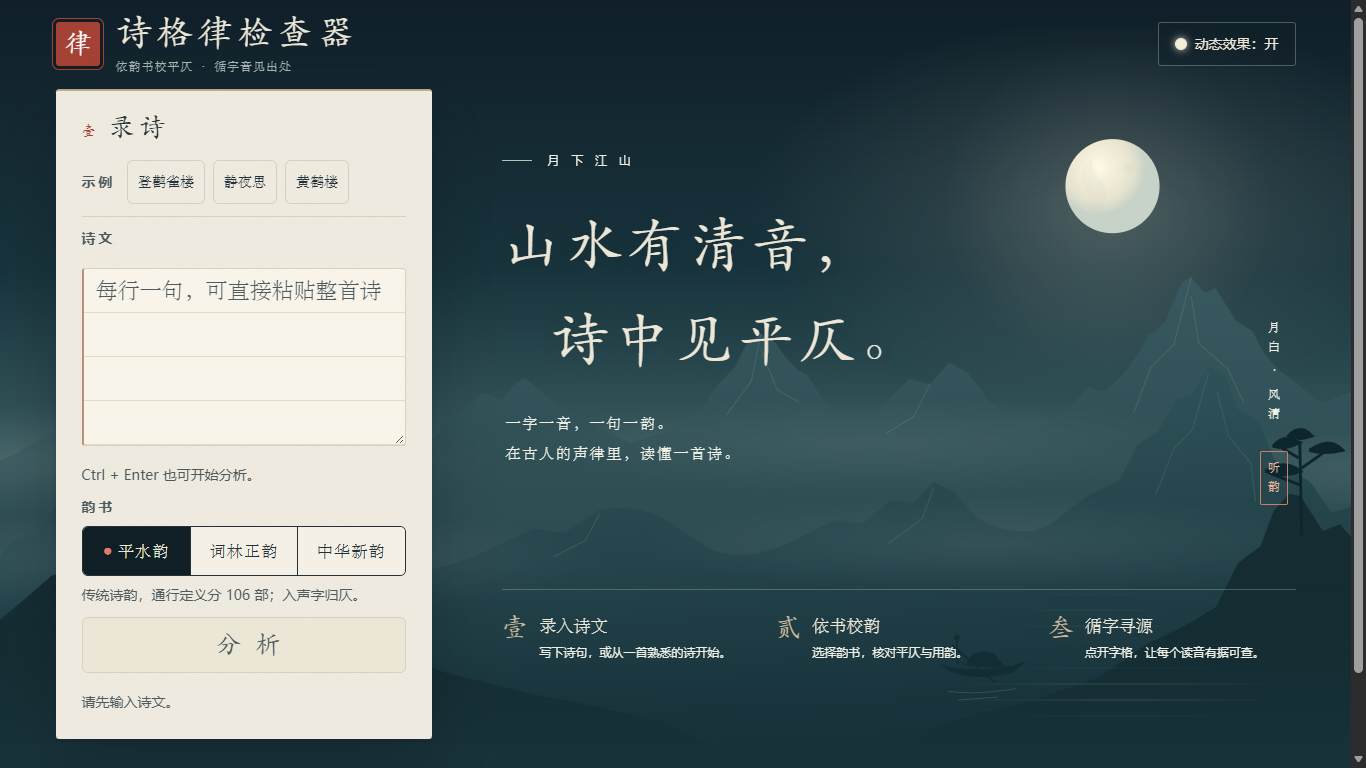 律
诗格律检查器
依韵书校平仄 · 循字音见出处
动态效果：开
壹 录诗
示例 登鹳雀楼 静夜思 黄鹤楼
诗文
每行一句，可直接粘贴整首诗
Ctrl + Enter 也可开始分析。
韵书
平水韵 词林正韵 中华新韵
传统诗韵，通行定义分 106 部；入声字归仄。
分析
请先输入诗文。
月下江山
山水有清音，
诗中见平仄。
一字一音，一句一韵。
在古人的声律里，读懂一首诗。
月白·风清
听韵
壹 录入诗文
写下诗句，或从一首熟悉的诗开始。
贰 依书校韵
选择韵书，核对平仄与用韵。
叁 循字寻源
点开字格，让每个读音有据可查。